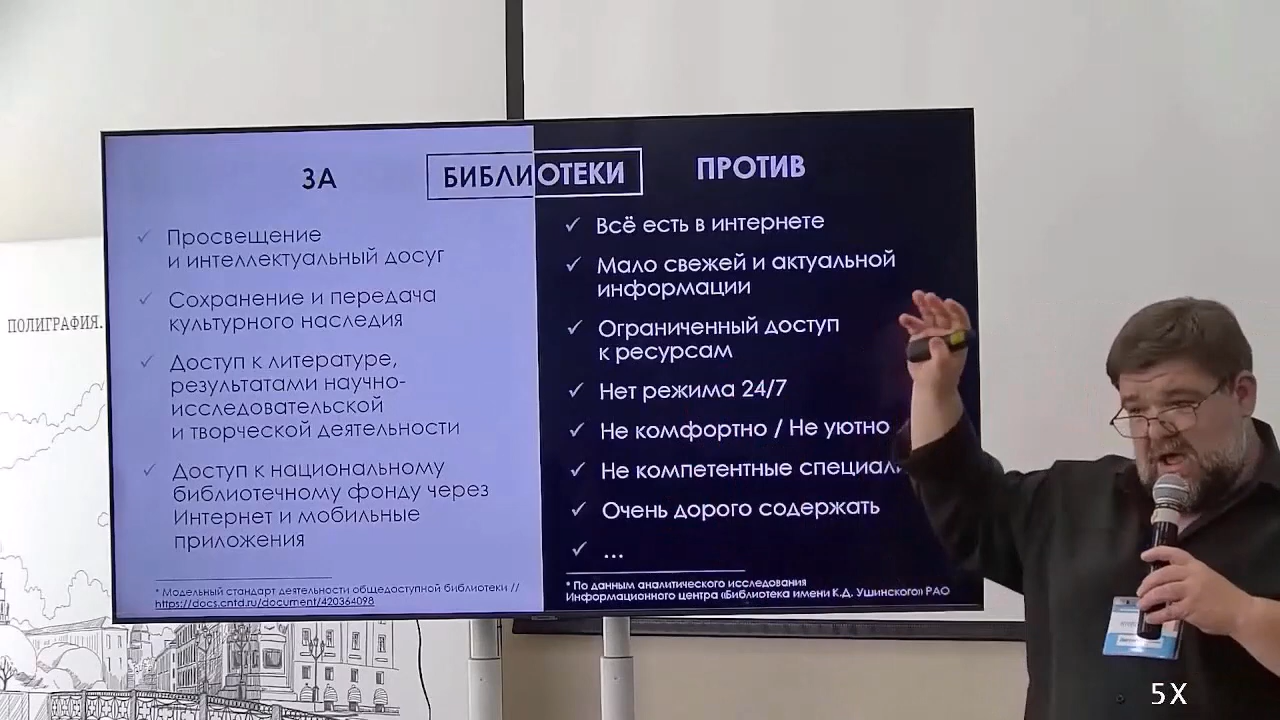 ПОЛИГРАФИЯ.
ЗА
БИБЛИОТЕКИ
ПРОТИВ
✓ Просвещение
и интеллектуальный досуг
✓ Сохранение и передача
культурного наследия
✓ Доступ к литературе,
результатами научно-
исследовательской
и творческой деятельности
✓ Доступ к национальному
библиотечному фонду через
Интернет и мобильные
приложения
* Модельный стандарт деятельности общедоступной библиотеки //
https://docs.cntd.ru/document/420364098
✓ Всё есть в интернете
✓ Мало свежей и актуальной
информации
✓ Ограниченный доступ
к ресурсам
✓ Нет режима 24/7
✓ Не комфортно / Не уютно
✓ Не компетентные
✓ Очень дорого содержать
✓ ...
* По данным аналитического исследования
Информационного центра «Библиотека имени К.Д. Ушинского» РАО
5X